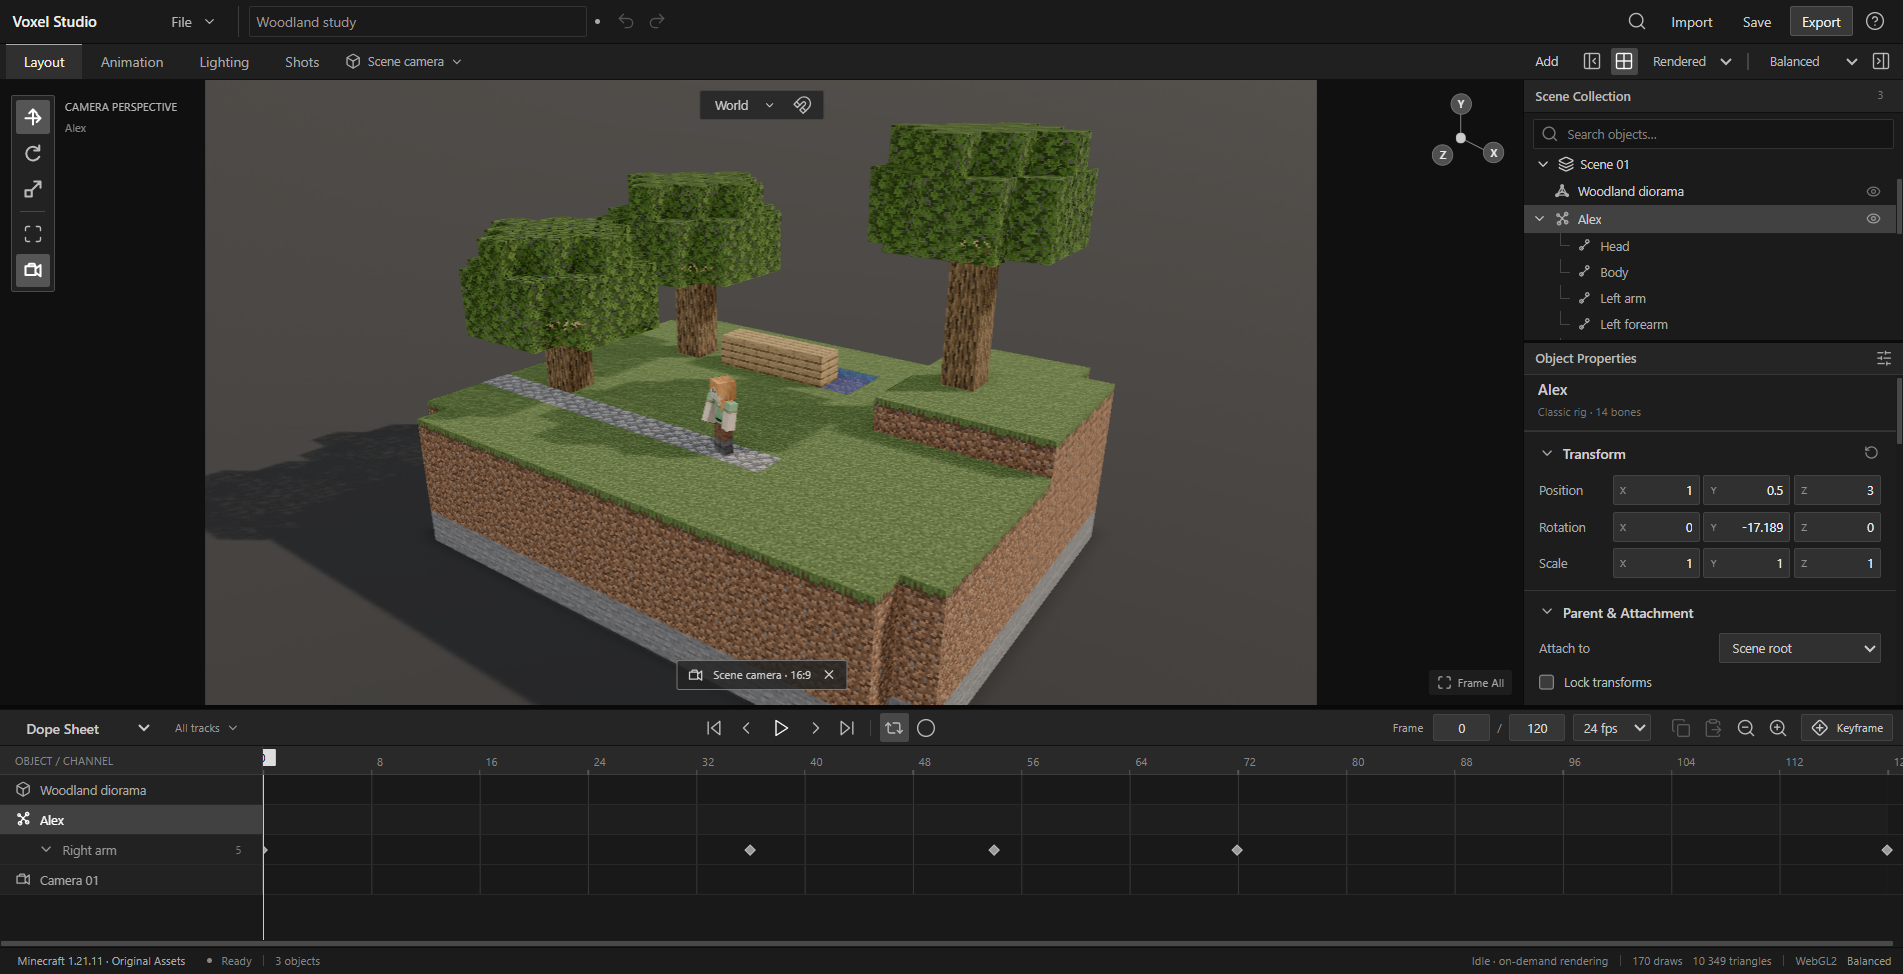 Voxel Studio
File
Woodland study
Import
Save
Export
Layout
Animation
Lighting
Shots
Scene camera
Add
Rendered
Balanced
CAMERA PERSPECTIVE
Alex
World
Y
Z
X
Scene camera · 16:9
Frame All
Scene Collection
3
Search objects...
Scene 01
Woodland diorama
Alex
Head
Body
Left arm
Left forearm
Object Properties
Alex
Classic rig · 14 bones
Transform
Position X 1 Y 0.5 Z 3
Rotation X 0 Y -17.189 Z 0
Scale X 1 Y 1 Z 1
Parent & Attachment
Attach to Scene root
Lock transforms
Dope Sheet
All tracks
Frame 0 / 120
24 fps
Keyframe
OBJECT / CHANNEL
8 16 24 32 40 48 56 64 72 80 88 96 104 112
Woodland diorama
Alex
Right arm 5
Camera 01
Minecraft 1.21.11 · Original Assets
Ready
3 objects
Idle · on-demand rendering
170 draws
10 349 triangles
WebGL2
Balanced